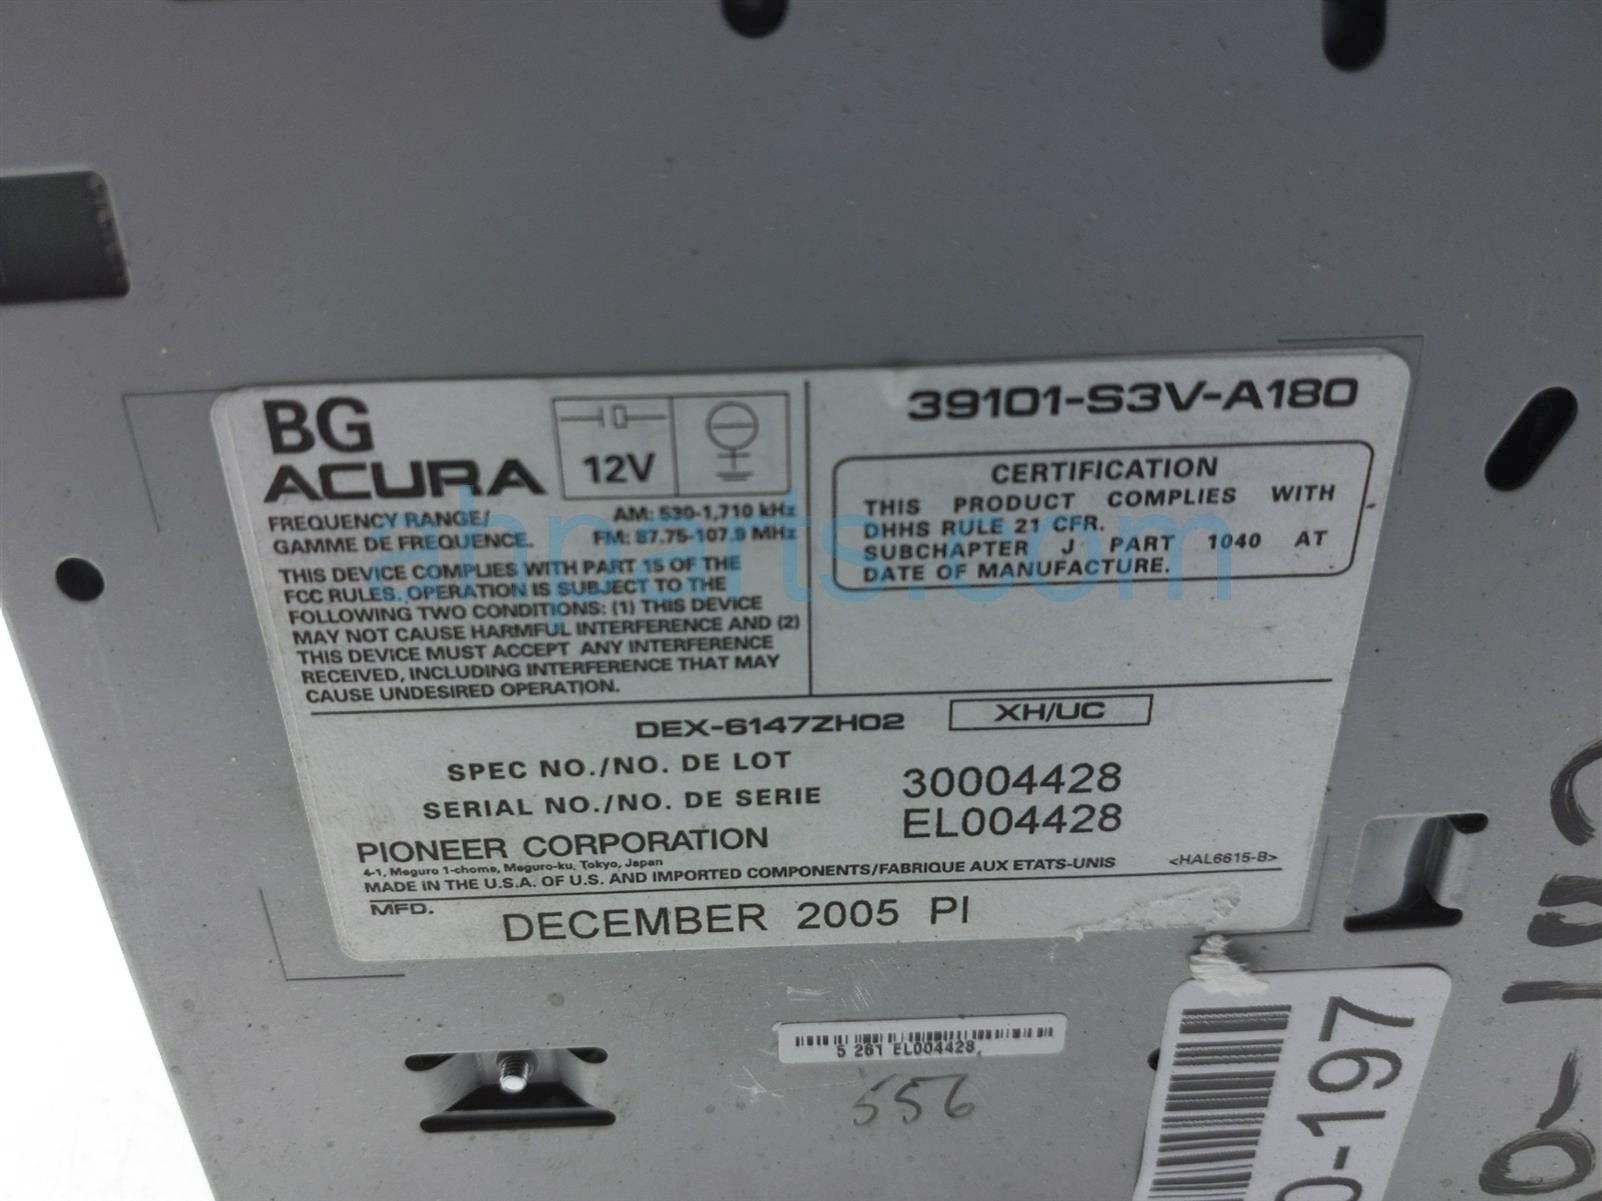 BG
ACURA
12V
FREQUENCY RANGE/ AM: 530-1,710 kHz
GAMME DE FREQUENCE. FM: 87.75-107.9 MHz
THIS DEVICE COMPLIES WITH PART 15 OF THE
FCC RULES. OPERATION IS SUBJECT TO THE
FOLLOWING TWO CONDITIONS: (1) THIS DEVICE
MAY NOT CAUSE HARMFUL INTERFERENCE AND (2)
THIS DEVICE MUST ACCEPT ANY INTERFERENCE
RECEIVED, INCLUDING INTERFERENCE THAT MAY
CAUSE UNDESIRED OPERATION.
39101-S3V-A180
CERTIFICATION
THIS PRODUCT COMPLIES WITH
DHHS RULE 21 CFR.
SUBCHAPTER J PART 1040 AT
DATE OF MANUFACTURE.
ahparts.com
DEX-6147ZH02 XH/UC
SPEC NO./NO. DE LOT 30004428
SERIAL NO./NO. DE SERIE EL004428
PIONEER CORPORATION
4-1, Meguro 1-chome, Meguro-ku, Tokyo, Japan
MADE IN THE U.S.A. OF U.S. AND IMPORTED COMPONENTS/FABRIQUE AUX ETATS-UNIS <HAL6615-B>
MFD. DECEMBER 2005 PI
5 261 EL004428
556
0-197